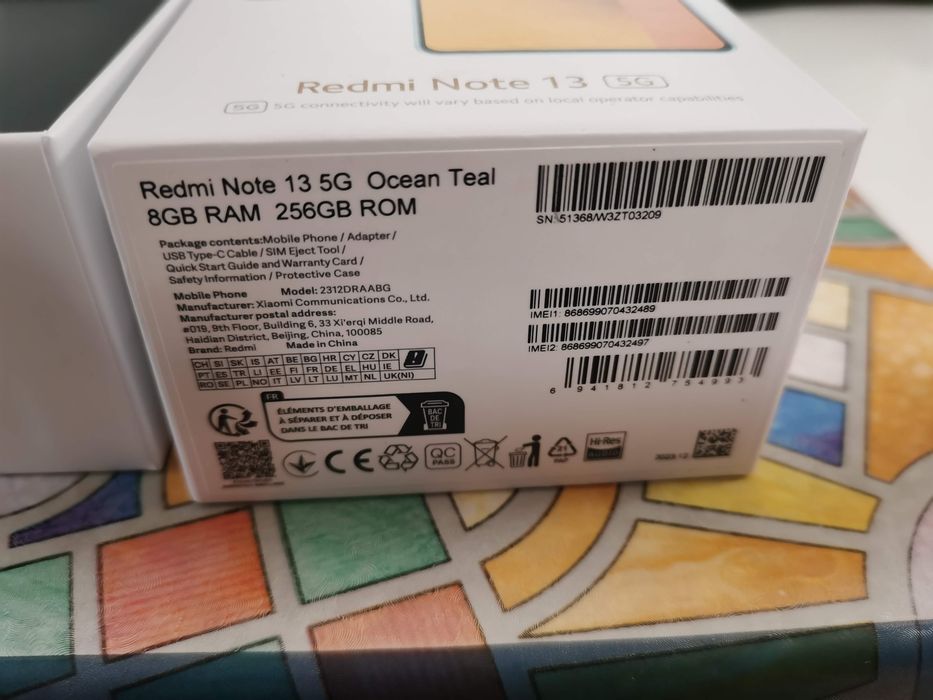 Redmi Note 13 5G
5G 5G connectivity will vary based on local operator capabilities
Redmi Note 13 5G Ocean Teal
8GB RAM 256GB ROM
Package contents:Mobile Phone / Adapter /
USB Type-C Cable / SIM Eject Tool /
Quick Start Guide and Warranty Card /
Safety Information / Protective Case
Mobile Phone Model: 2312DRAABG
Manufacturer: Xiaomi Communications Co., Ltd.
Manufacturer postal address:
#019, 9th Floor, Building 6, 33 Xi'erqi Middle Road,
Haidian District, Beijing, China, 100085
Brand: Redmi Made in China
CH SI SK IS AT BE BG HR CY CZ DK
PT ES TR LI EE FI FR DE EL HU IE
RO SE PL NO IT LV LT LU MT NL UK(NI)
FR
ÉLÉMENTS D'EMBALLAGE
À SÉPARER ET À DÉPOSER
DANS LE BAC DE TRI
BAC
DE
TRI
CE
QC
PASS
21
PAP
Hi-Res
AUDIO
2023.12
SN: 51368/W3ZT03209
IMEI1: 868699070432489
IMEI2: 868699070432497
6 941812 754993